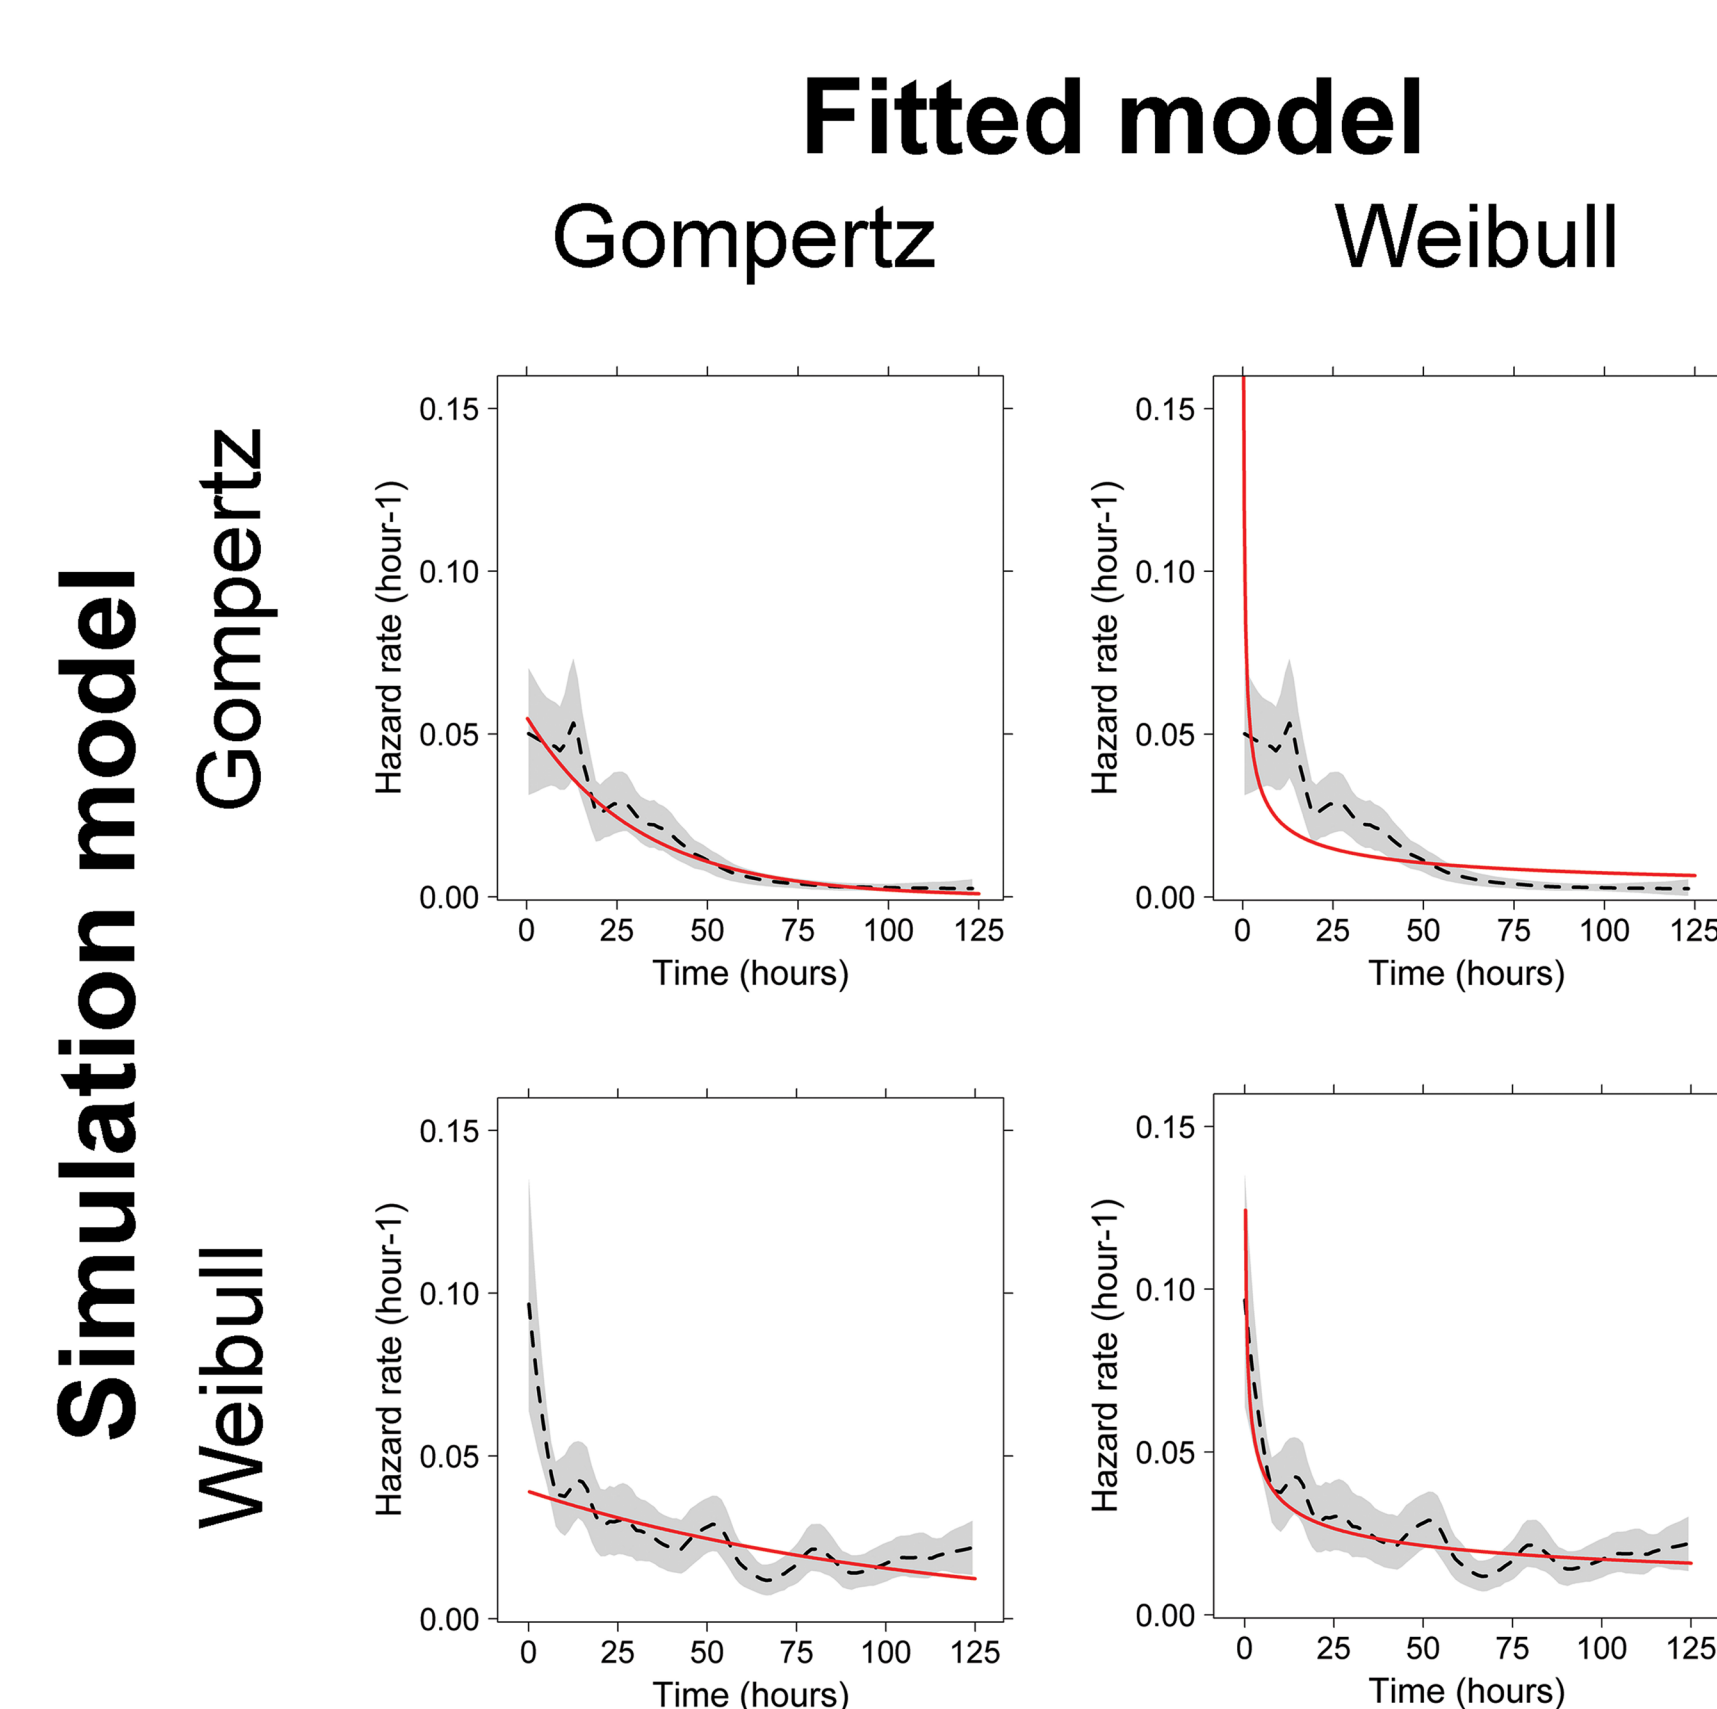 Fitted model
Gompertz
Weibull
Simulation model
Gompertz
Weibull
Hazard rate (hour-1)
0.15
0.10
0.05
0.00
0 25 50 75 100 125
Time (hours)
Hazard rate (hour-1)
0.15
0.10
0.05
0.00
0 25 50 75 100 125
Time (hours)
Hazard rate (hour-1)
0.15
0.10
0.05
0.00
0 25 50 75 100 125
Time (hours)
Hazard rate (hour-1)
0.15
0.10
0.05
0.00
0 25 50 75 100 125
Time (hours)